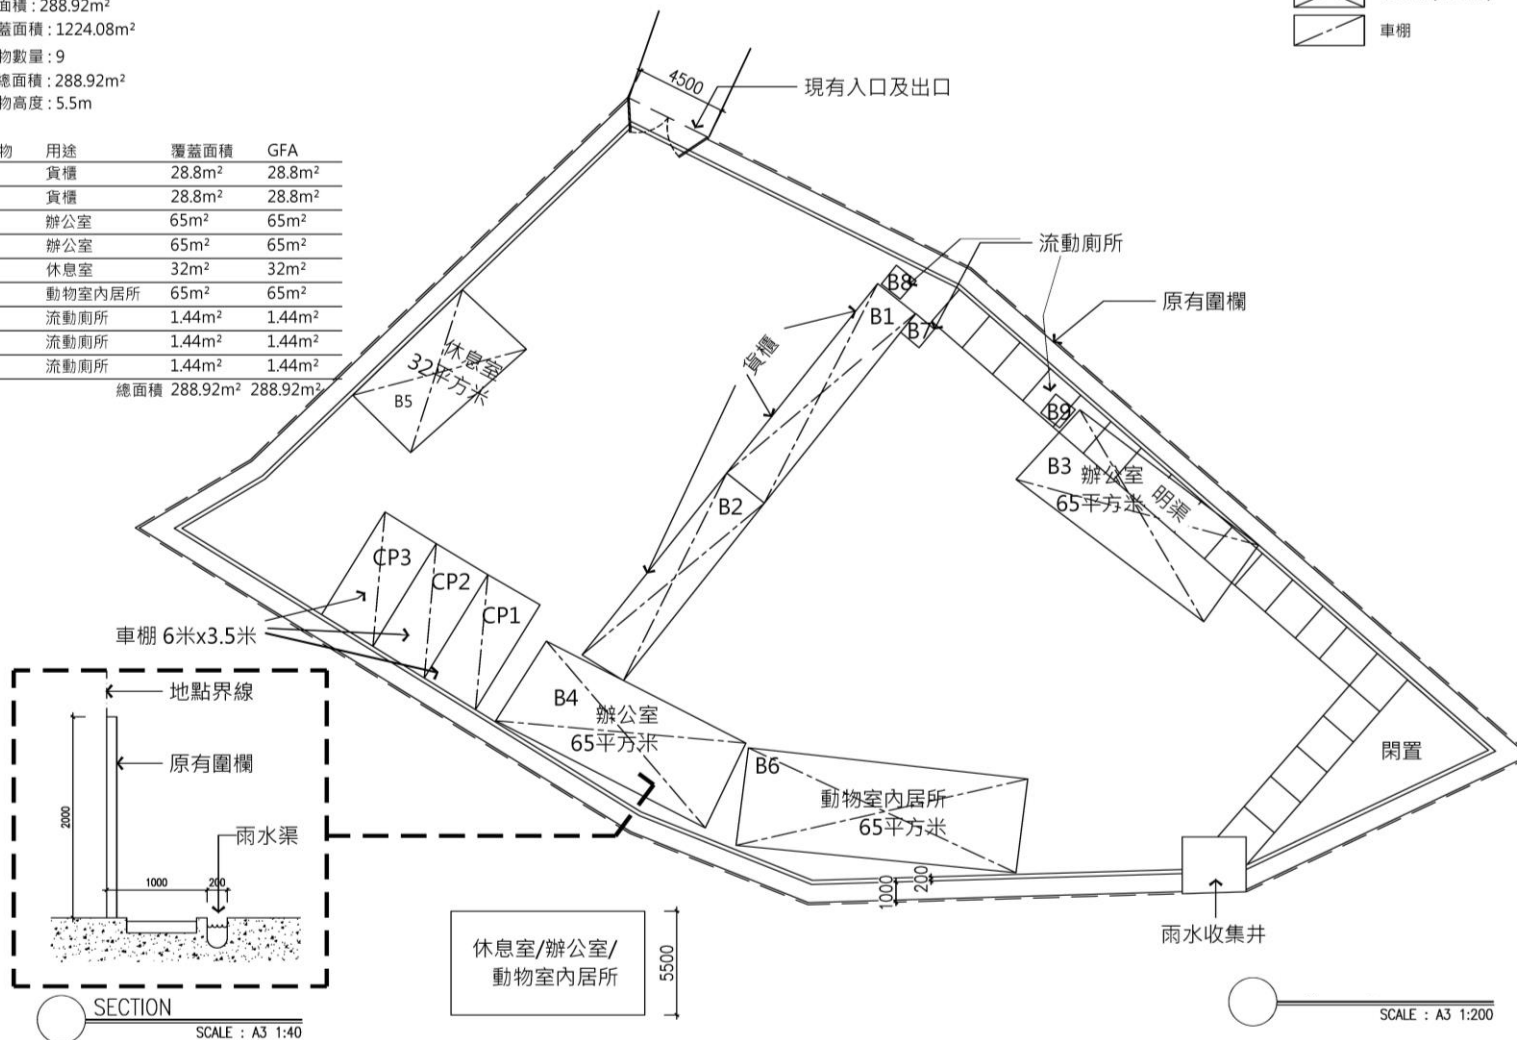 面積 : 288.92m²
蓋面積 : 1224.08m²
物數量 : 9
總面積 : 288.92m²
物高度 : 5.5m
物 用途 覆蓋面積 GFA
貨櫃 28.8m² 28.8m²
貨櫃 28.8m² 28.8m²
辦公室 65m² 65m²
辦公室 65m² 65m²
休息室 32m² 32m²
動物室內居所 65m² 65m²
流動廁所 1.44m² 1.44m²
流動廁所 1.44m² 1.44m²
流動廁所 1.44m² 1.44m²
總面積 288.92m² 288.92m²
車棚
4500
現有入口及出口
流動廁所
原有圍欄
B8
B1
B7
貨櫃
休息室
32平方米
B5
B9
B3 辦公室
65平方米
明渠
B2
CP3
CP2
CP1
車棚 6米x3.5米
B4
辦公室
65平方米
B6
動物室內居所
65平方米
閑置
1000
200
雨水收集井
地點界線
原有圍欄
2000
雨水渠
1000
200
SECTION
SCALE : A3 1:40
休息室/辦公室/
動物室內居所
5500
SCALE : A3 1:200